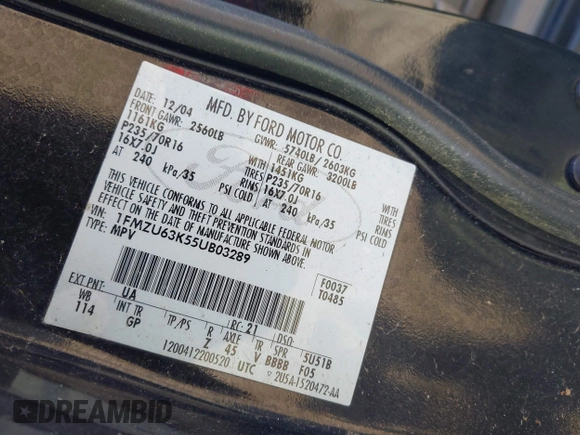 MFD. BY FORD MOTOR CO.
DATE: 12/04 GVWR: 5740LB / 2603KG
FRONT GAWR: 2560LB REAR GAWR: 3200LB
1161KG 1451KG
P235/70R16 TIRES P235/70R16
16X7.0J RIMS 16X7.0J
AT 240 kPa/35 PSI COLD AT 240 kPa/35 PSI COLD
THIS VEHICLE CONFORMS TO ALL APPLICABLE FEDERAL MOTOR
VEHICLE SAFETY AND THEFT PREVENTION STANDARDS IN
EFFECT ON THE DATE OF MANUFACTURE SHOWN ABOVE.
VIN: 1FMZU63K55UB03289
TYPE: MPV
F0037
T0485
EXT PNT: UA RC: 21 DSO:
WB INT TR TP/PS R AXLE TR SPR 5U51B
114 GP Z 45 V BBBB F05
1200412200520 UTC 2U5A-1520472-AA
Ford
DREAMBID